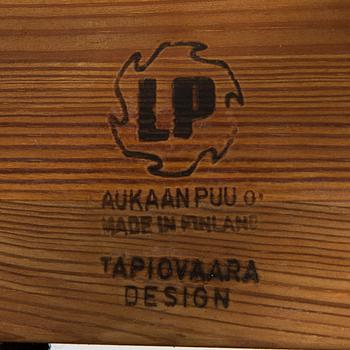 LP
AUKAAN PUU O
MADE IN FINLAND
TAPIOVAARA
DESIGN